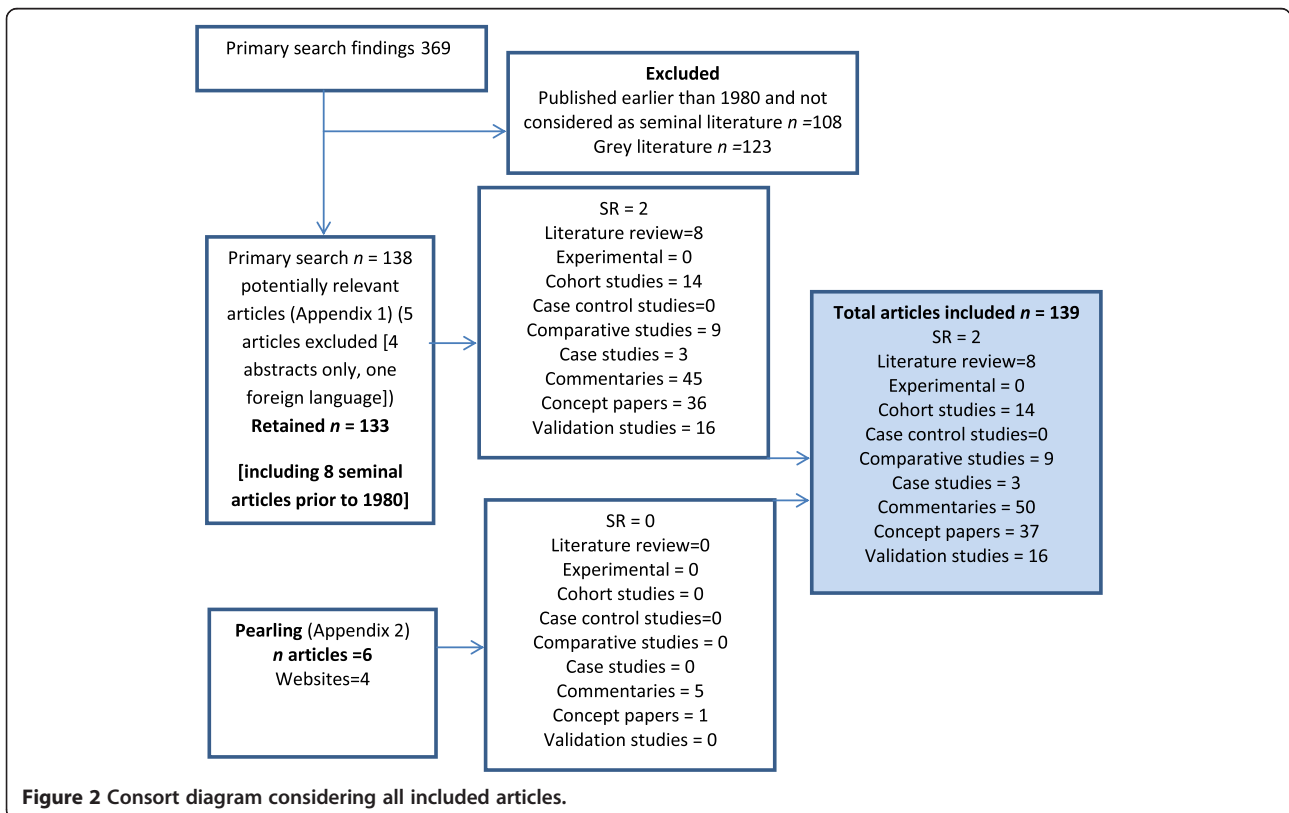 Primary search findings 369
Excluded
Published earlier than 1980 and not
considered as seminal literature n =108
Grey literature n =123
Primary search n = 138
potentially relevant
articles (Appendix 1) (5
articles excluded [4
abstracts only, one
foreign language])
Retained n = 133
[including 8 seminal
articles prior to 1980]
SR = 2
Literature review=8
Experimental = 0
Cohort studies = 14
Case control studies=0
Comparative studies = 9
Case studies = 3
Commentaries = 45
Concept papers = 36
Validation studies = 16
Total articles included n = 139
SR = 2
Literature review=8
Experimental = 0
Cohort studies = 14
Case control studies=0
Comparative studies = 9
Case studies = 3
Commentaries = 50
Concept papers = 37
Validation studies = 16
Pearling (Appendix 2)
n articles =6
Websites=4
SR = 0
Literature review=0
Experimental = 0
Cohort studies = 0
Case control studies=0
Comparative studies = 0
Case studies = 0
Commentaries = 5
Concept papers = 1
Validation studies = 0
Figure 2 Consort diagram considering all included articles.